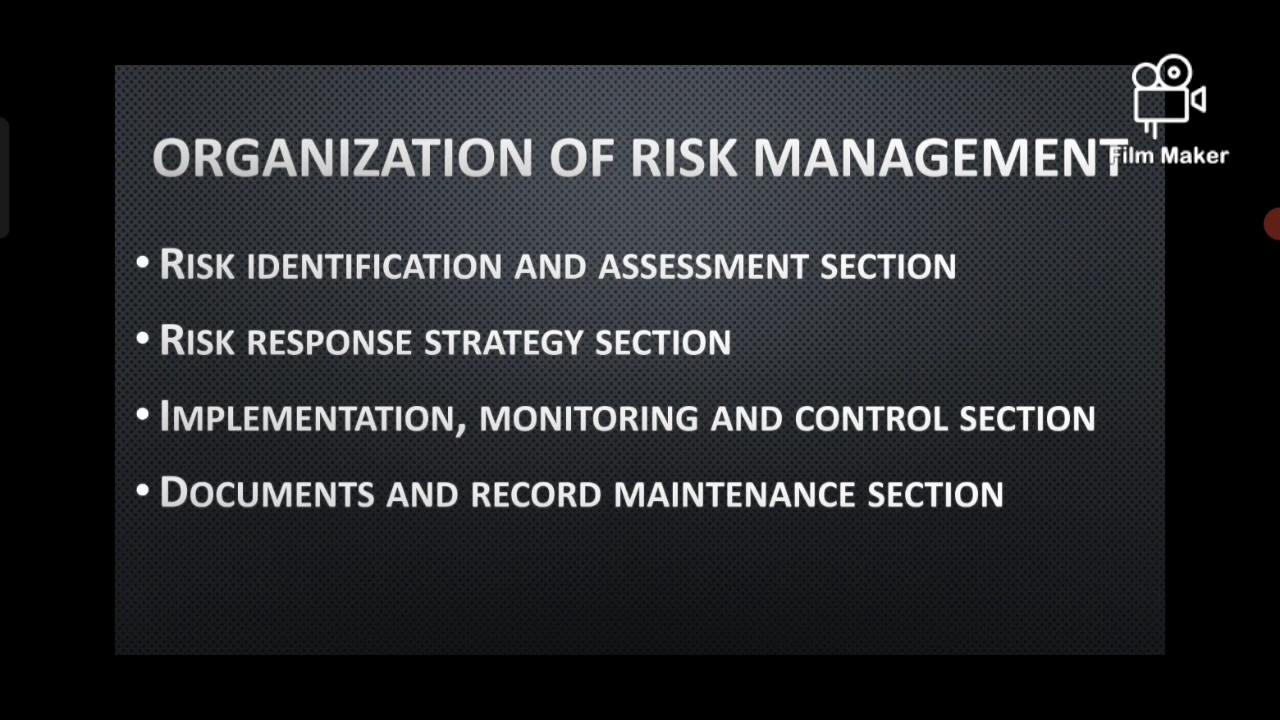 ORGANIZATION OF RISK MANAGEMENT
Film Maker
• RISK IDENTIFICATION AND ASSESSMENT SECTION
• RISK RESPONSE STRATEGY SECTION
• IMPLEMENTATION, MONITORING AND CONTROL SECTION
• DOCUMENTS AND RECORD MAINTENANCE SECTION